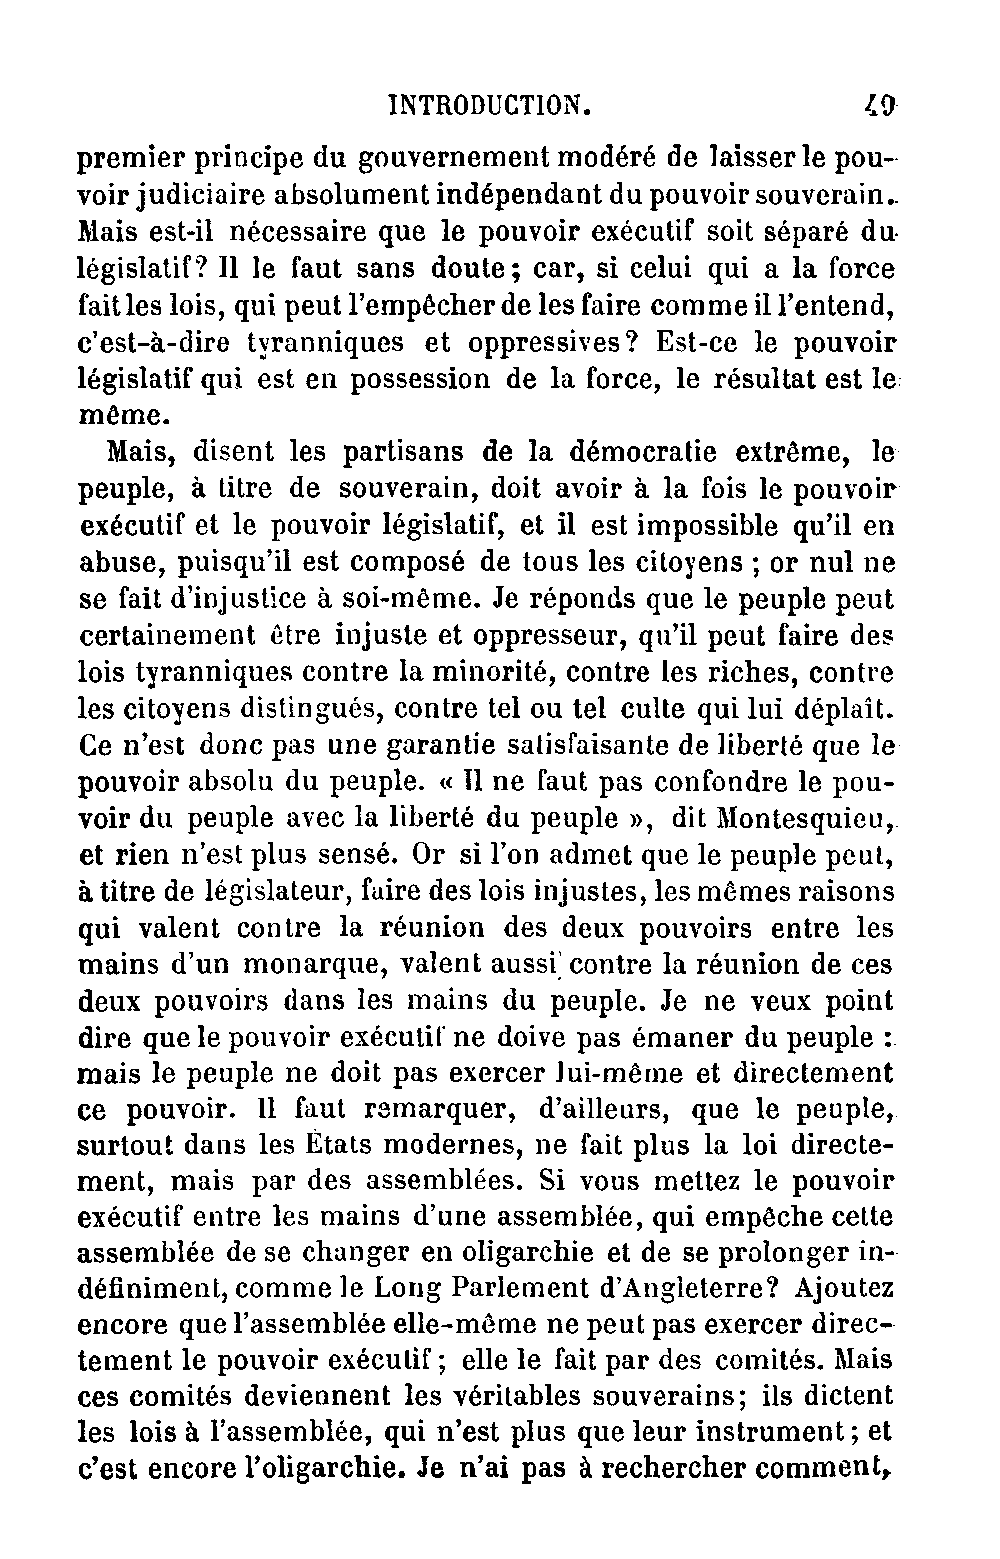 INTRODUCTION. 49
premier principe du gouvernement modéré de laisser le pou-
voir judiciaire absolument indépendant du pouvoir souverain.
Mais est-il nécessaire que le pouvoir exécutif soit séparé du
législatif? Il le faut sans doute; car, si celui qui a la force
fait les lois, qui peut l'empêcher de les faire comme il l'entend,
c'est-à-dire tyranniques et oppressives? Est-ce le pouvoir
législatif qui est en possession de la force, le résultat est le
même.
Mais, disent les partisans de la démocratie extrême, le
peuple, à titre de souverain, doit avoir à la fois le pouvoir
exécutif et le pouvoir législatif, et il est impossible qu'il en
abuse, puisqu'il est composé de tous les citoyens ; or nul ne
se fait d'injustice à soi-même. Je réponds que le peuple peut
certainement être injuste et oppresseur, qu'il peut faire des
lois tyranniques contre la minorité, contre les riches, contre
les citoyens distingués, contre tel ou tel culte qui lui déplaît.
Ce n'est donc pas une garantie satisfaisante de liberté que le
pouvoir absolu du peuple. « Il ne faut pas confondre le pou-
voir du peuple avec la liberté du peuple », dit Montesquieu,
et rien n'est plus sensé. Or si l'on admet que le peuple peut,
à titre de législateur, faire des lois injustes, les mêmes raisons
qui valent contre la réunion des deux pouvoirs entre les
mains d'un monarque, valent aussi contre la réunion de ces
deux pouvoirs dans les mains du peuple. Je ne veux point
dire que le pouvoir exécutif ne doive pas émaner du peuple :
mais le peuple ne doit pas exercer lui-même et directement
ce pouvoir. Il faut remarquer, d'ailleurs, que le peuple,
surtout dans les États modernes, ne fait plus la loi directe-
ment, mais par des assemblées. Si vous mettez le pouvoir
exécutif entre les mains d'une assemblée, qui empêche cette
assemblée de se changer en oligarchie et de se prolonger in-
définiment, comme le Long Parlement d'Angleterre? Ajoutez
encore que l'assemblée elle-même ne peut pas exercer direc-
tement le pouvoir exécutif ; elle le fait par des comités. Mais
ces comités deviennent les véritables souverains; ils dictent
les lois à l'assemblée, qui n'est plus que leur instrument ; et
c'est encore l'oligarchie. Je n'ai pas à rechercher comment,